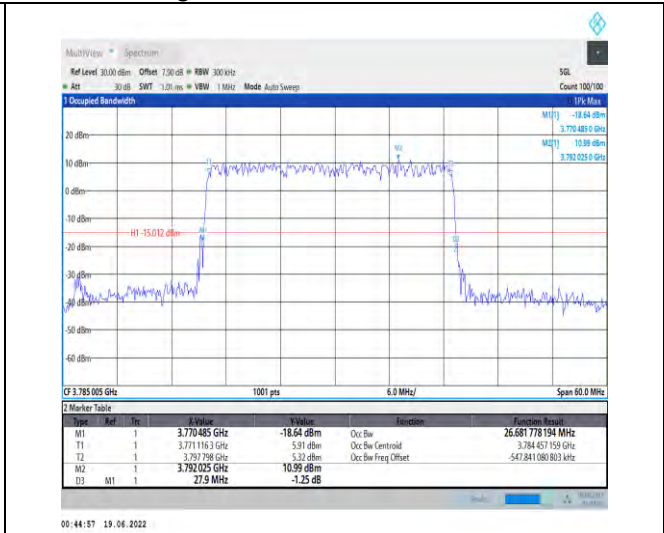 MultiView Spectrum
Ref Level 30.00 dBm Offset 7.90 dB RBW 300 kHz SGL
Att 30 dB SWT 1.01 ms VBW 1 MHz Mode Auto Sweep Count 100/100
1 Occupied Bandwidth 1Pk Max
M1[1] -18.64 dBm
3.770 485 0 GHz
M2[1] 10.99 dBm
3.792 025 0 GHz
20 dBm
10 dBm
0 dBm
-10 dBm
H1 -15.012 dBm
-20 dBm
-30 dBm
-40 dBm
-50 dBm
-60 dBm
M2
T1
M1
D3
CF 3.785 005 GHz 1001 pts 6.0 MHz/ Span 60.0 MHz
2 Marker Table
Type Ref Trc X-Value Y-Value Function Function Result
M1 1 3.770485 GHz -18.64 dBm Occ Bw 26.681 778 194 MHz
T1 1 3.7711163 GHz 5.91 dBm Occ Bw Centroid 3.784 457 159 GHz
T2 1 3.797 798 GHz 5.32 dBm Occ Bw Freq Offset -547.841 080 803 kHz
M2 1 3.792025 GHz 10.99 dBm
D3 M1 1 27.9 MHz -1.25 dB
00:44:57 19.06.2022